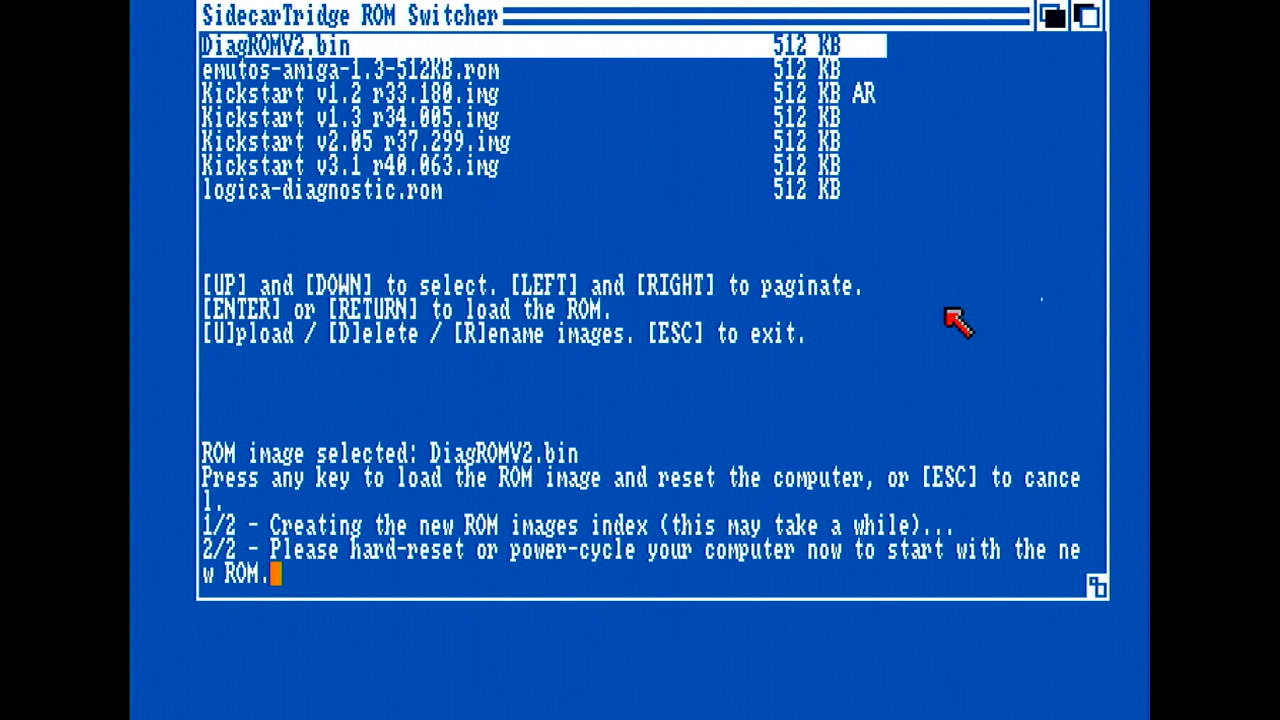 SidecarTridge ROM Switcher
DiagROMV2.bin 512 KB
emutos-amiga-1.3-512KB.rom 512 KB
Kickstart v1.2 r33.180.img 512 KB AR
Kickstart v1.3 r34.005.img 512 KB
Kickstart v2.05 r37.299.img 512 KB
Kickstart v3.1 r40.063.img 512 KB
logica-diagnostic.rom 512 KB
[UP] and [DOWN] to select. [LEFT] and [RIGHT] to paginate.
[ENTER] or [RETURN] to load the ROM.
[U]pload / [D]elete / [R]ename images. [ESC] to exit.
ROM image selected: DiagROMV2.bin
Press any key to load the ROM image and reset the computer, or [ESC] to cance
l.
1/2 - Creating the new ROM images index (this may take a while)...
2/2 - Please hard-reset or power-cycle your computer now to start with the ne
w ROM.